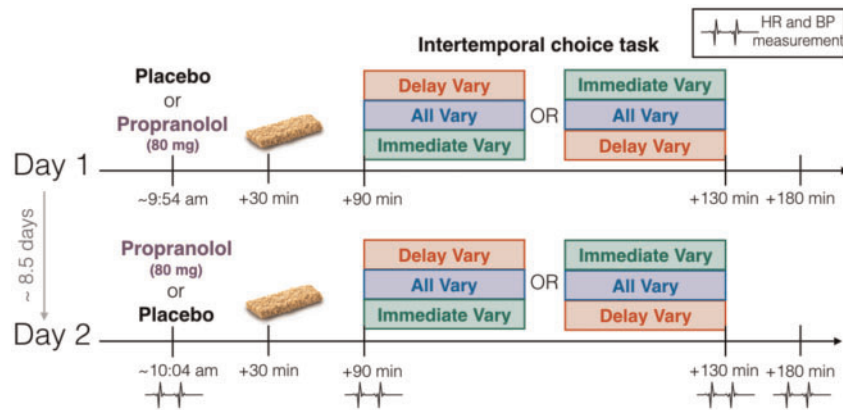 HR and BP
measurement
Intertemporal choice task
Placebo
or
Propranolol
(80 mg)
Delay Vary
All Vary
Immediate Vary
OR
Immediate Vary
All Vary
Delay Vary
Day 1
~9:54 am
+30 min
+90 min
+130 min
+180 min
~ 8.5 days
Propranolol
(80 mg)
or
Placebo
Delay Vary
All Vary
Immediate Vary
OR
Immediate Vary
All Vary
Delay Vary
Day 2
~10:04 am
+30 min
+90 min
+130 min
+180 min